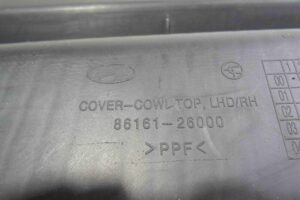 COVER-COWL TOP, LHD/RH
86161-26000
>PPF<